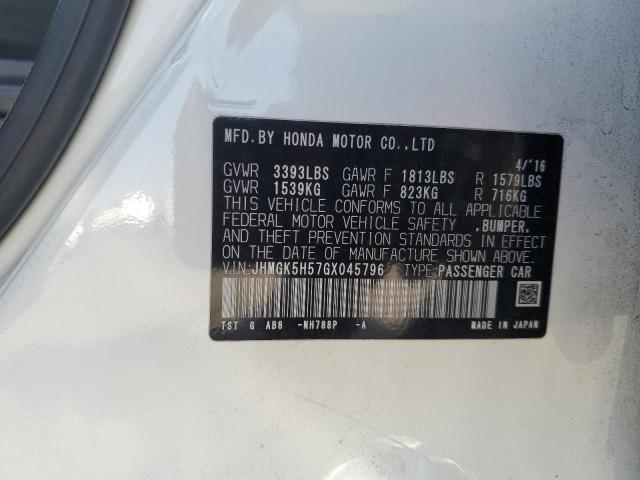 MFD.BY HONDA MOTOR CO.,LTD
4/'16
GVWR 3393LBS GAWR F 1813LBS R 1579LBS
GVWR 1539KG GAWR F 823KG R 716KG
THIS VEHICLE CONFORMS TO ALL APPLICABLE
FEDERAL MOTOR VEHICLE SAFETY ,BUMPER,
AND THEFT PREVENTION STANDARDS IN EFFECT
ON THE DATE OF MANUFACTURE SHOWN ABOVE.
V.IN:JHMGK5H57GX045796 TYPE:PASSENGER CAR
TST G AB8 -NH788P -A MADE IN JAPAN